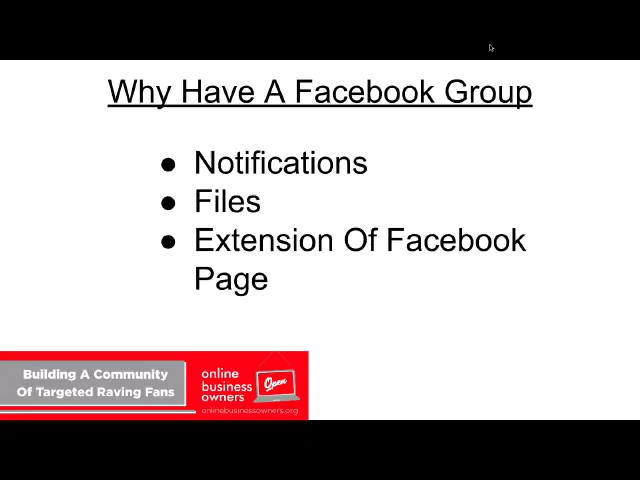 Why Have A Facebook Group
● Notifications
● Files
● Extension Of Facebook
Page
Building A Community
Of Targeted Raving Fans
online
business
owners
Open
onlinebusinessowners.org